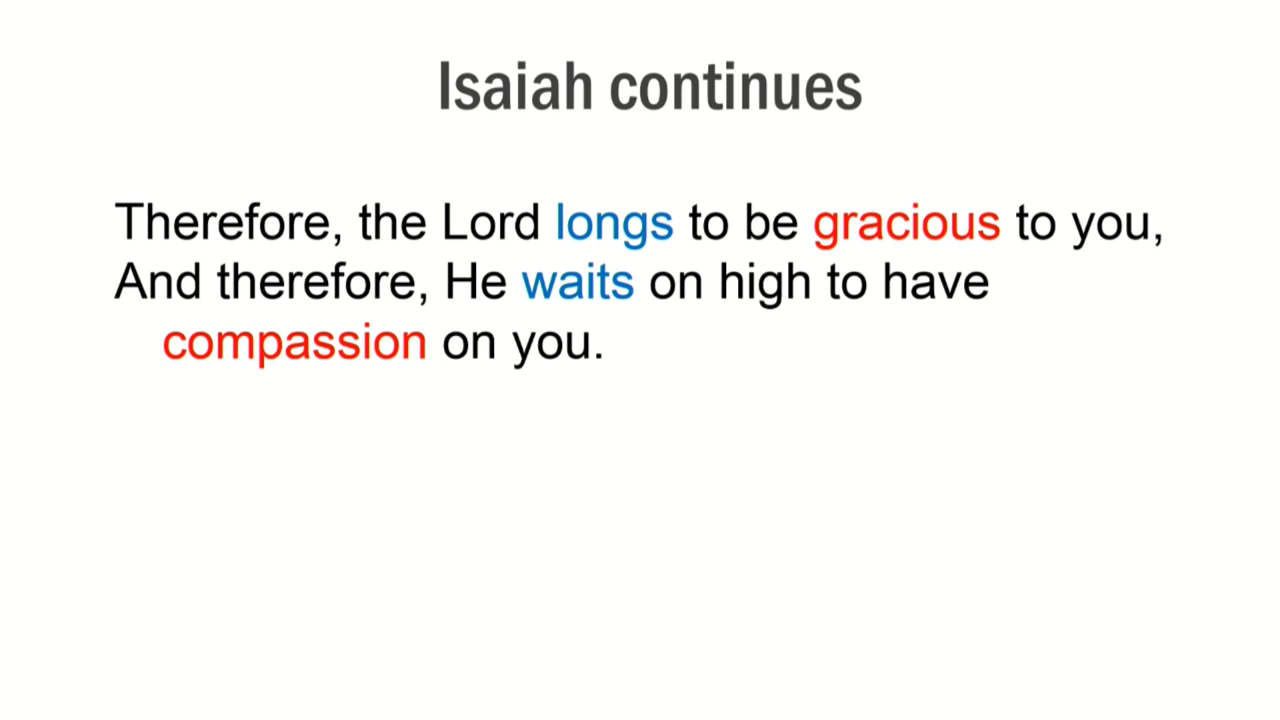 Isaiah continues
Therefore, the Lord longs to be gracious to you,
And therefore, He waits on high to have
compassion on you.